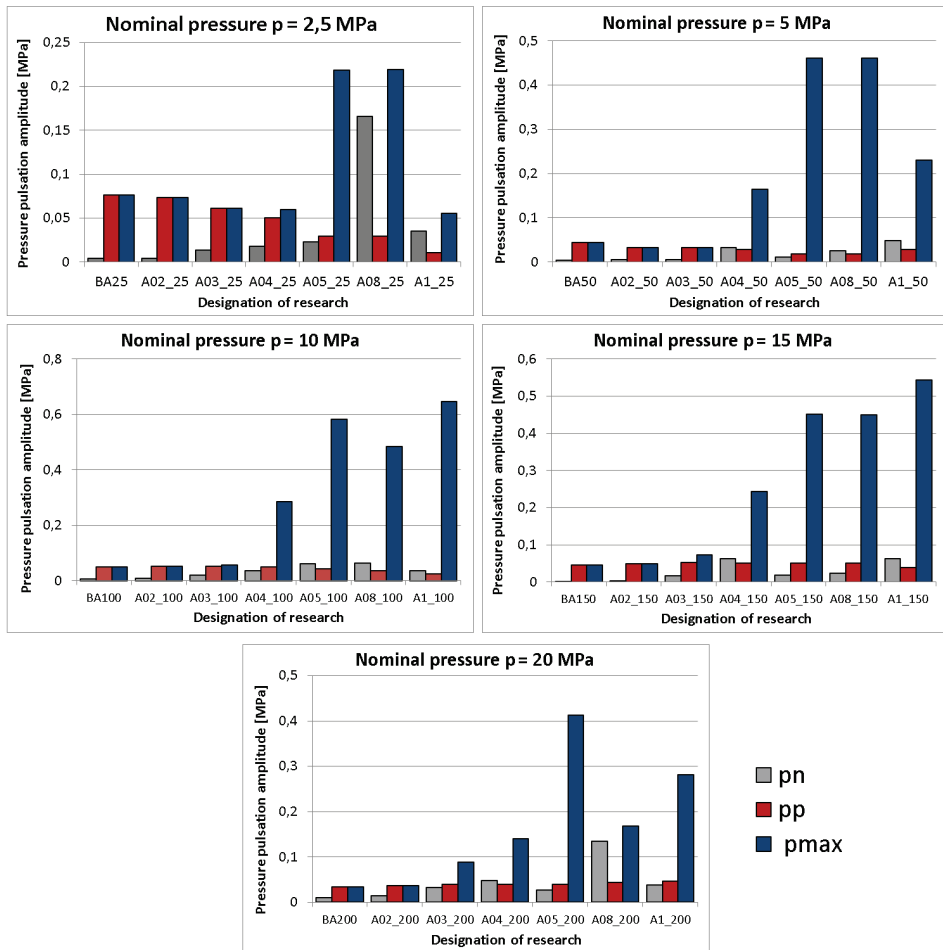 Nominal pressure p = 2,5 MPa
Pressure pulsation amplitude [MPa]
0,25
0,2
0,15
0,1
0,05
0
BA25 A02_25 A03_25 A04_25 A05_25 A08_25 A1_25
Designation of research
Nominal pressure p = 5 MPa
Pressure pulsation amplitude [MPa]
0,5
0,4
0,3
0,2
0,1
0
BA50 A02_50 A03_50 A04_50 A05_50 A08_50 A1_50
Designation of research
Nominal pressure p = 10 MPa
Pressure pulsation amplitude [MPa]
0,8
0,6
0,4
0,2
0
BA100 A02_100 A03_100 A04_100 A05_100 A08_100 A1_100
Designation of research
Nominal pressure p = 15 MPa
Pressure pulsation amplitude [MPa]
0,6
0,5
0,4
0,3
0,2
0,1
0
BA150 A02_150 A03_150 A04_150 A05_150 A08_150 A1_150
Designation of research
Nominal pressure p = 20 MPa
Pressure pulsation amplitude [MPa]
0,5
0,4
0,3
0,2
0,1
0
BA200 A02_200 A03_200 A04_200 A05_200 A08_200 A1_200
Designation of research
pn
pp
pmax